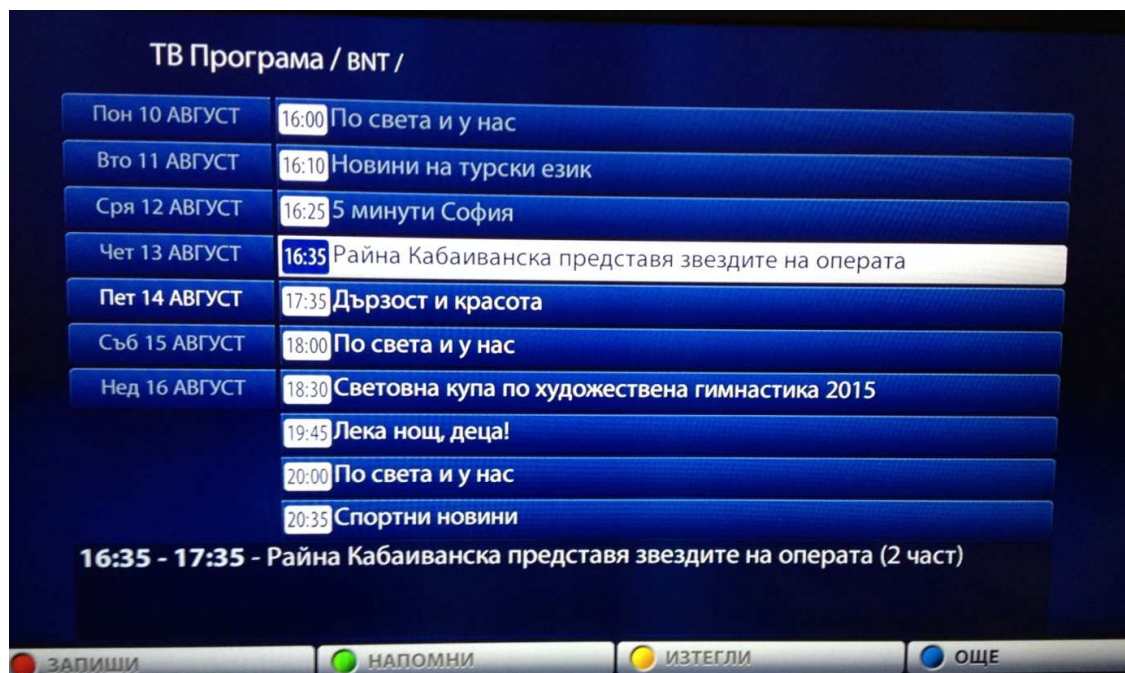 ТВ Програма / BNT /
Пон 10 АВГУСТ 16:00 По света и у нас
Вто 11 АВГУСТ 16:10 Новини на турски език
Сря 12 АВГУСТ 16:25 5 минути София
Чет 13 АВГУСТ 16:35 Райна Кабаиванска представя звездите на операта
Пет 14 АВГУСТ 17:35 Дързост и красота
Съб 15 АВГУСТ 18:00 По света и у нас
Нед 16 АВГУСТ 18:30 Световна купа по художествена гимнастика 2015
19:45 Лека нощ, деца!
20:00 По света и у нас
20:35 Спортни новини
16:35 - 17:35 - Райна Кабаиванска представя звездите на операта (2 част)
ЗАПИШИ НАПОМНИ ИЗТЕГЛИ ОЩЕ